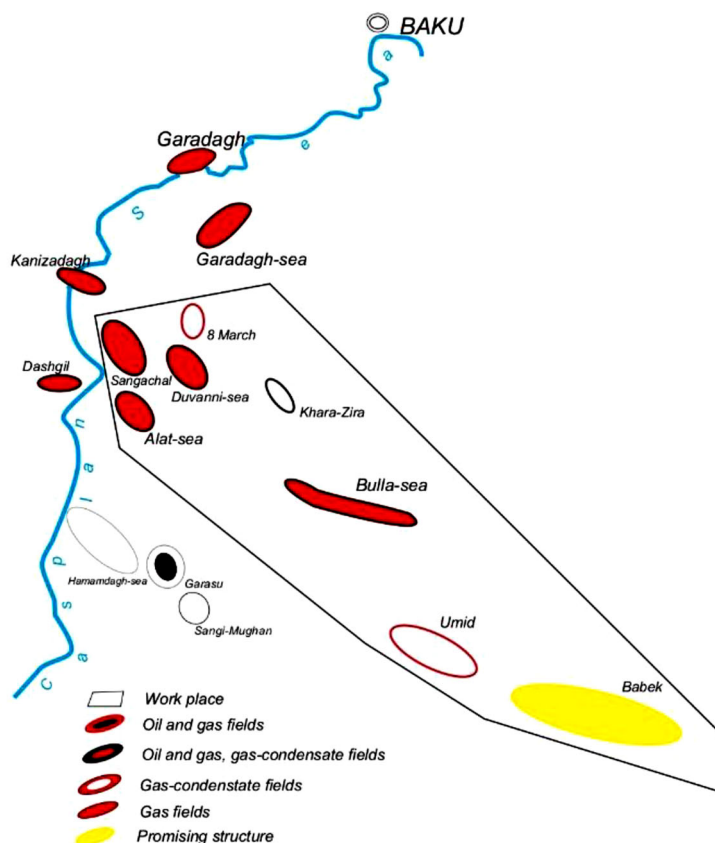 BAKU
Garadagh
Garadagh-sea
Kanizadagh
8 March
Dashgil
Sangachal
Duvanni-sea
Khara-Zira
Alat-sea
Bulla-sea
Hamamdagh-sea
Garasu
Sangi-Mughan
Umid
Babek
Caspian Sea
Work place
Oil and gas fields
Oil and gas, gas-condensate fields
Gas-condenstate fields
Gas fields
Promising structure